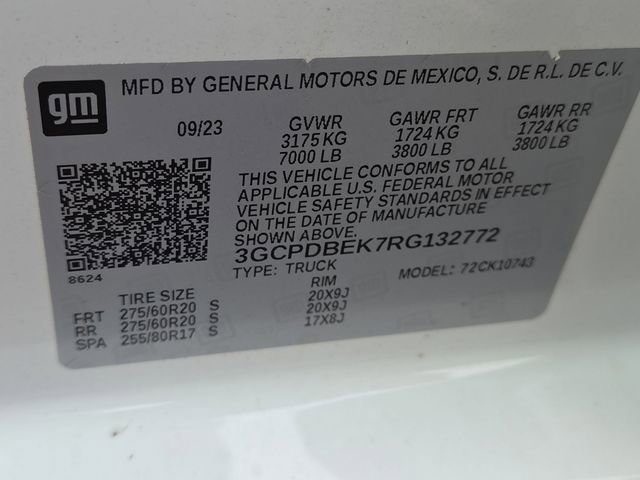 gm
MFD BY GENERAL MOTORS DE MEXICO, S. DE R.L. DE C.V.
09/23 GVWR GAWR FRT GAWR RR
3175 KG 1724 KG 1724 KG
7000 LB 3800 LB 3800 LB
THIS VEHICLE CONFORMS TO ALL
APPLICABLE U.S. FEDERAL MOTOR
VEHICLE SAFETY STANDARDS IN EFFECT
ON THE DATE OF MANUFACTURE
SHOWN ABOVE.
3GCPDBEK7RG132772
8624
TYPE: TRUCK MODEL: 72CK10743
TIRE SIZE RIM
FRT 275/60R20 S 20X9J
RR 275/60R20 S 20X9J
SPA 255/80R17 S 17X8J